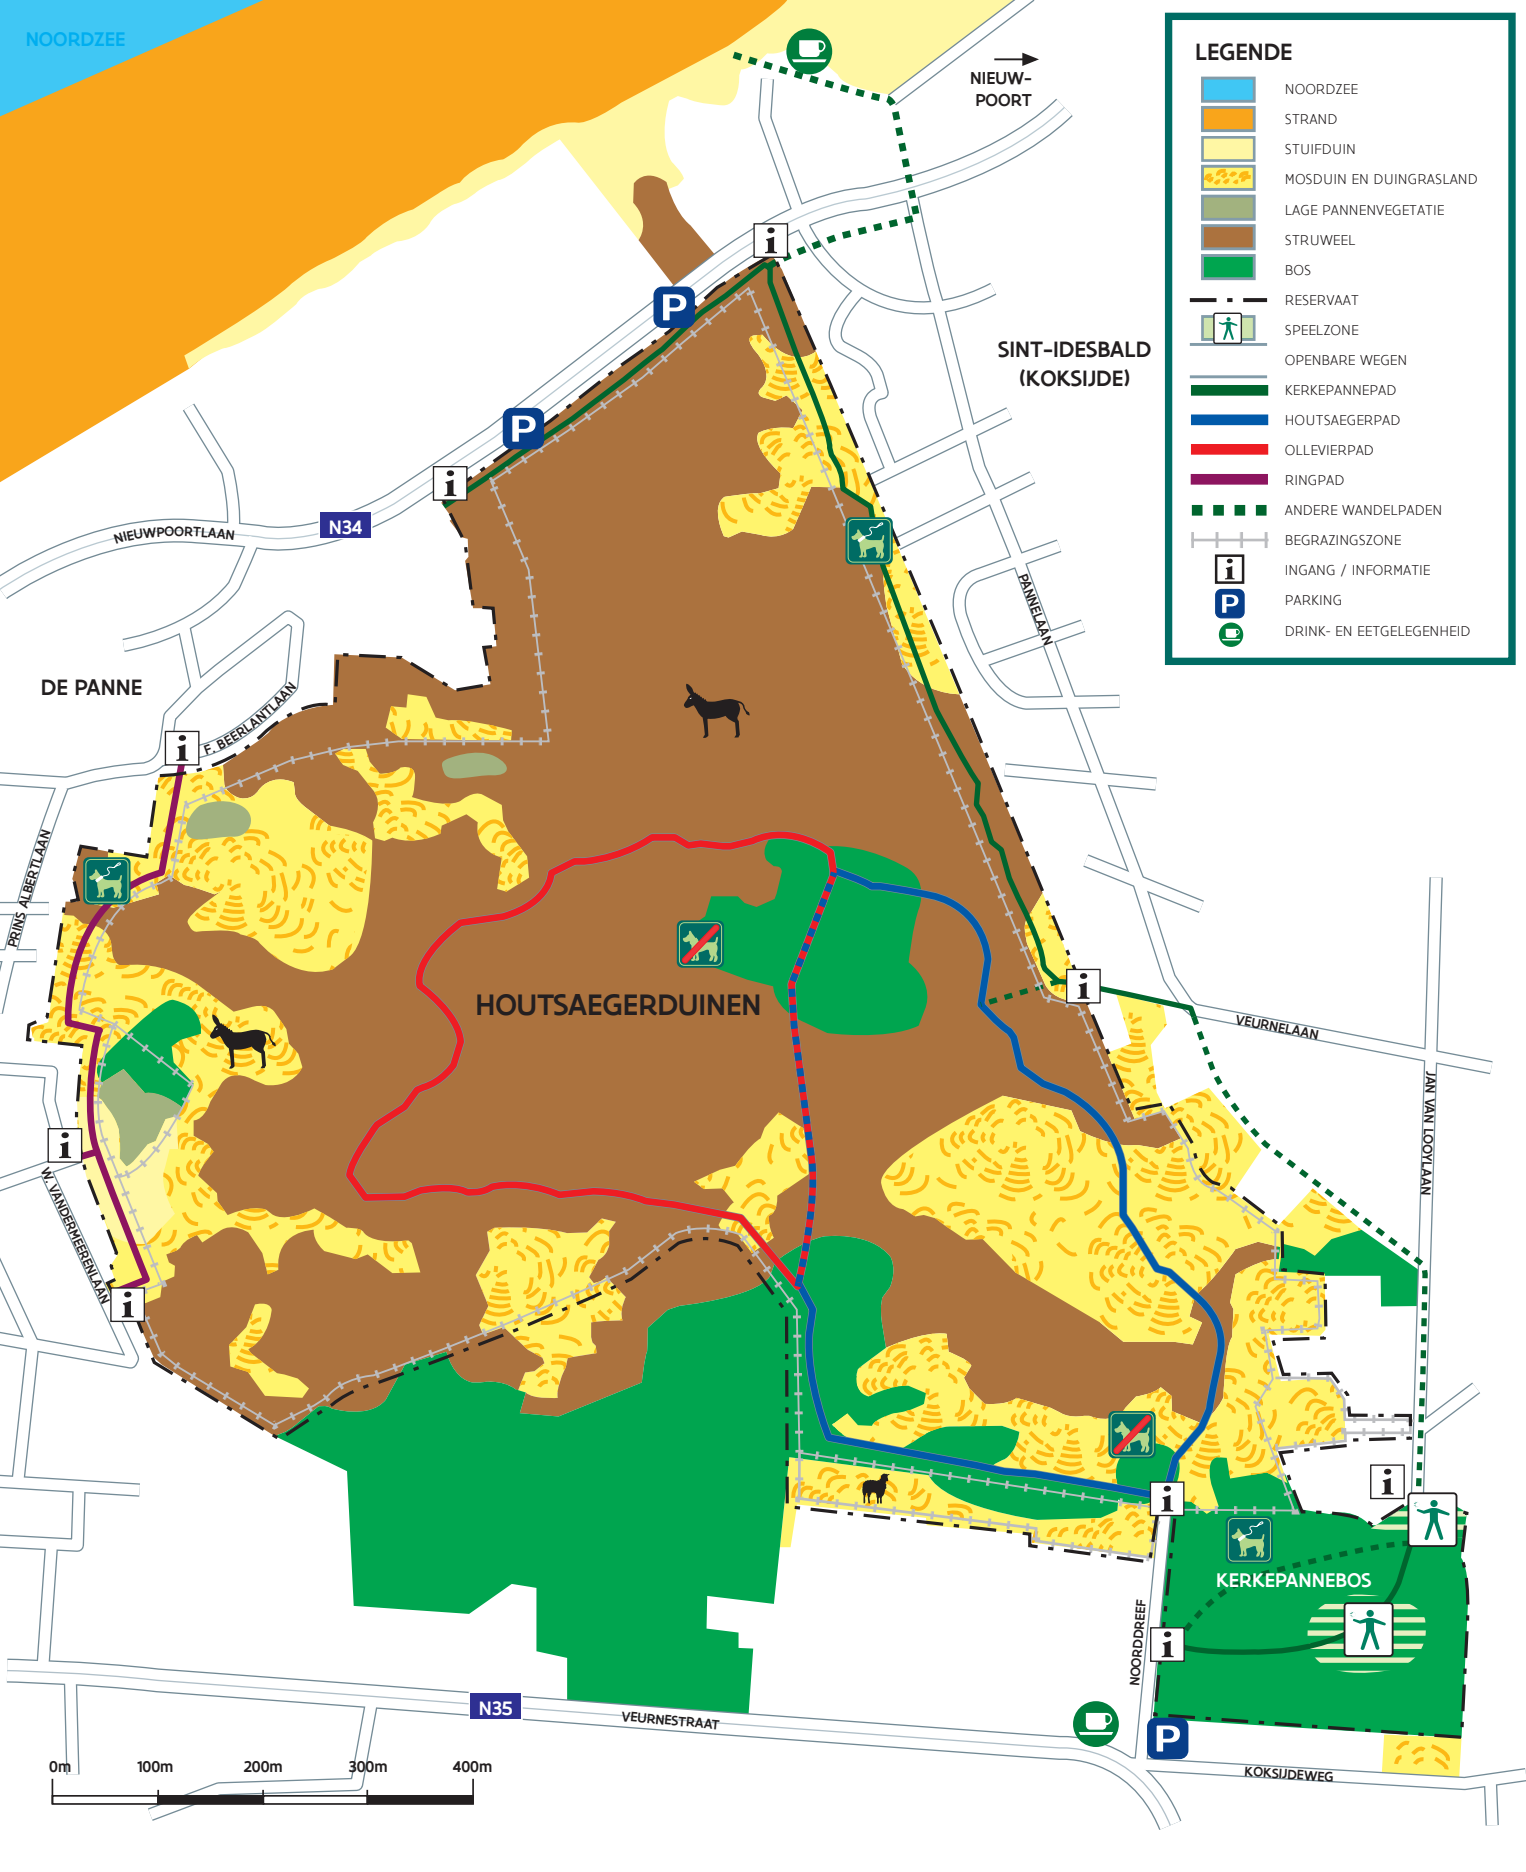 NOORDZEE
NIEUW-
POORT
LEGENDE
NOORDZEE
STRAND
STUIFDUIN
MOSDUIN EN DUINGRASLAND
LAGE PANNENVEGETATIE
STRUWEEL
BOS
RESERVAAT
SPEELZONE
OPENBARE WEGEN
KERKEPANNEPAD
HOUTSAEGERPAD
OLLEVIERPAD
RINGPAD
ANDERE WANDELPADEN
BEGRAZINGSZONE
i
INGANG / INFORMATIE
P
PARKING
DRINK- EN EETGELEGENHEID
i
P
SINT-IDESBALD
(KOKSIJDE)
P
i
N34
NIEUWPOORTLAAN
PANNELAAN
DE PANNE
F. BEERLANTLAAN
i
PRINS ALBERTLAAN
HOUTSAEGERDUINEN
i
VEURNELAAN
JAN VAN LOOYLAAN
i
W. VANDERMEERENLAAN
i
i
i
KERKEPANNEBOS
NOORDDREEF
i
N35
VEURNESTRAAT
P
KOKSIJDEWEG
0m 100m 200m 300m 400m